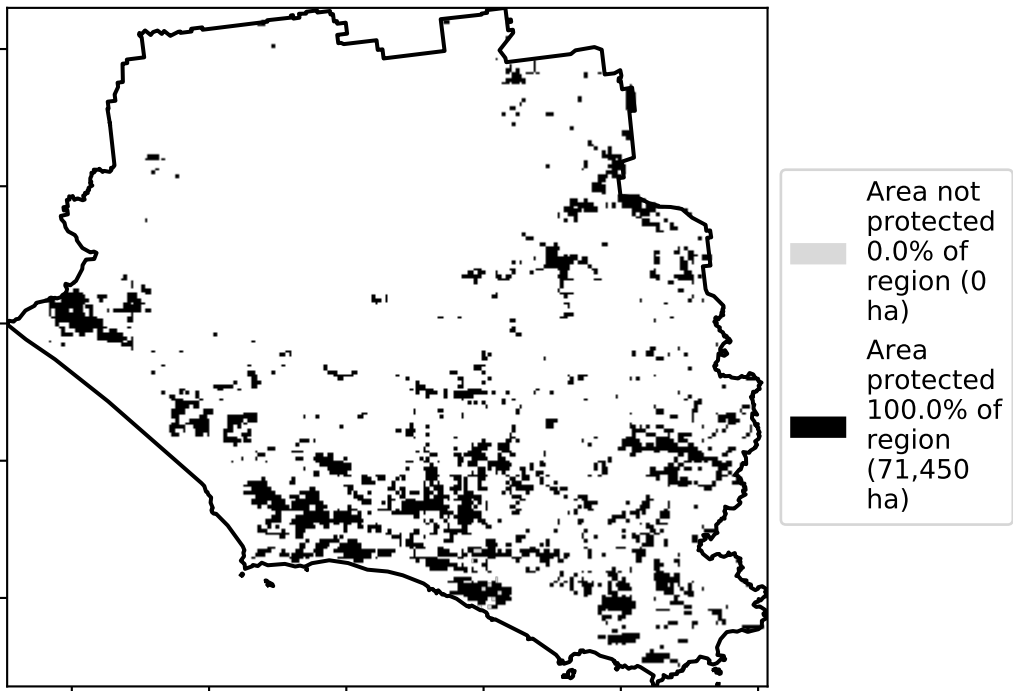 Area not
protected
0.0% of
region (0
ha)
Area
protected
100.0% of
region
(71,450
ha)